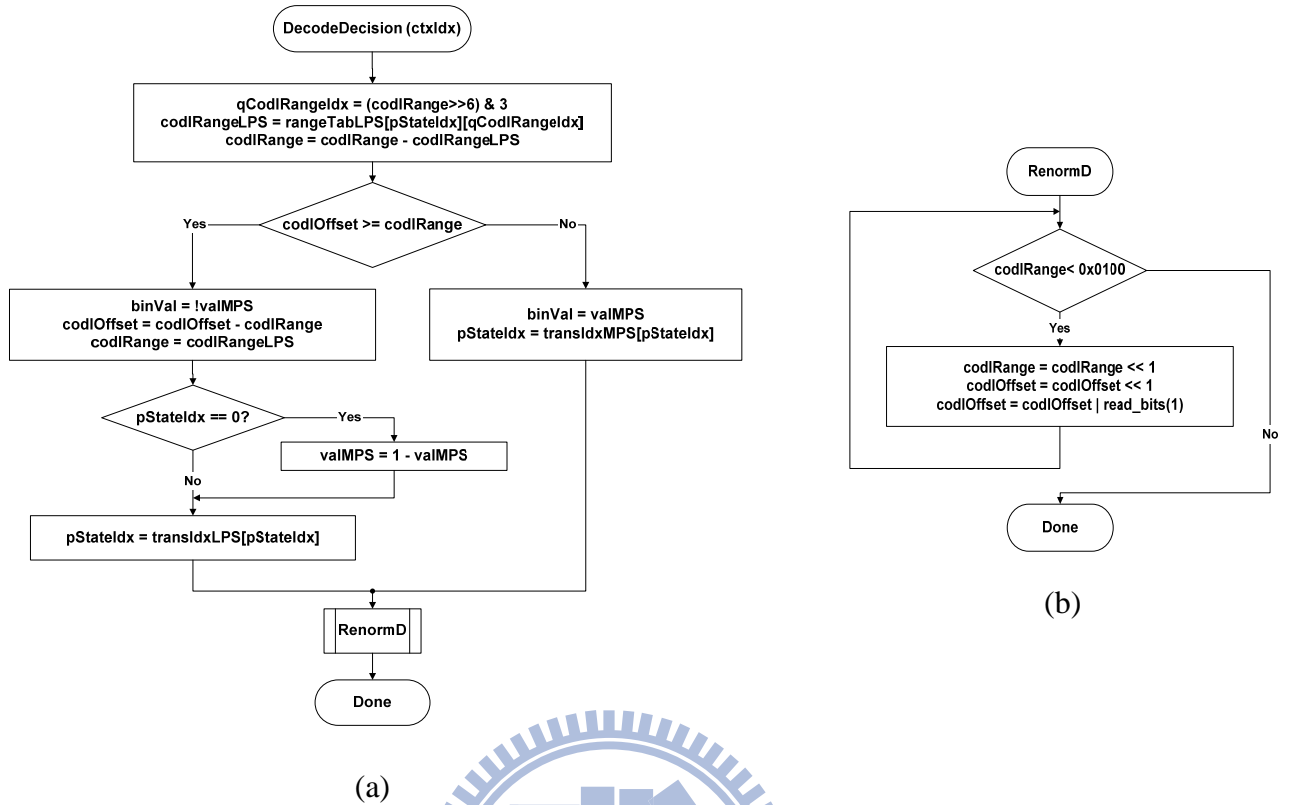 DecodeDecision (ctxIdx)
qCodIRangeIdx = (codIRange>>6) & 3
codIRangeLPS = rangeTabLPS[pStateIdx][qCodIRangeIdx]
codIRange = codIRange - codIRangeLPS
codIOffset >= codIRange
Yes
No
binVal = !valMPS
codIOffset = codIOffset - codIRange
codIRange = codIRangeLPS
binVal = valMPS
pStateIdx = transIdxMPS[pStateIdx]
pStateIdx == 0?
Yes
valMPS = 1 - valMPS
No
pStateIdx = transIdxLPS[pStateIdx]
RenormD
Done
(a)
RenormD
codIRange< 0x0100
Yes
codIRange = codIRange << 1
codIOffset = codIOffset << 1
codIOffset = codIOffset | read_bits(1)
No
Done
(b)